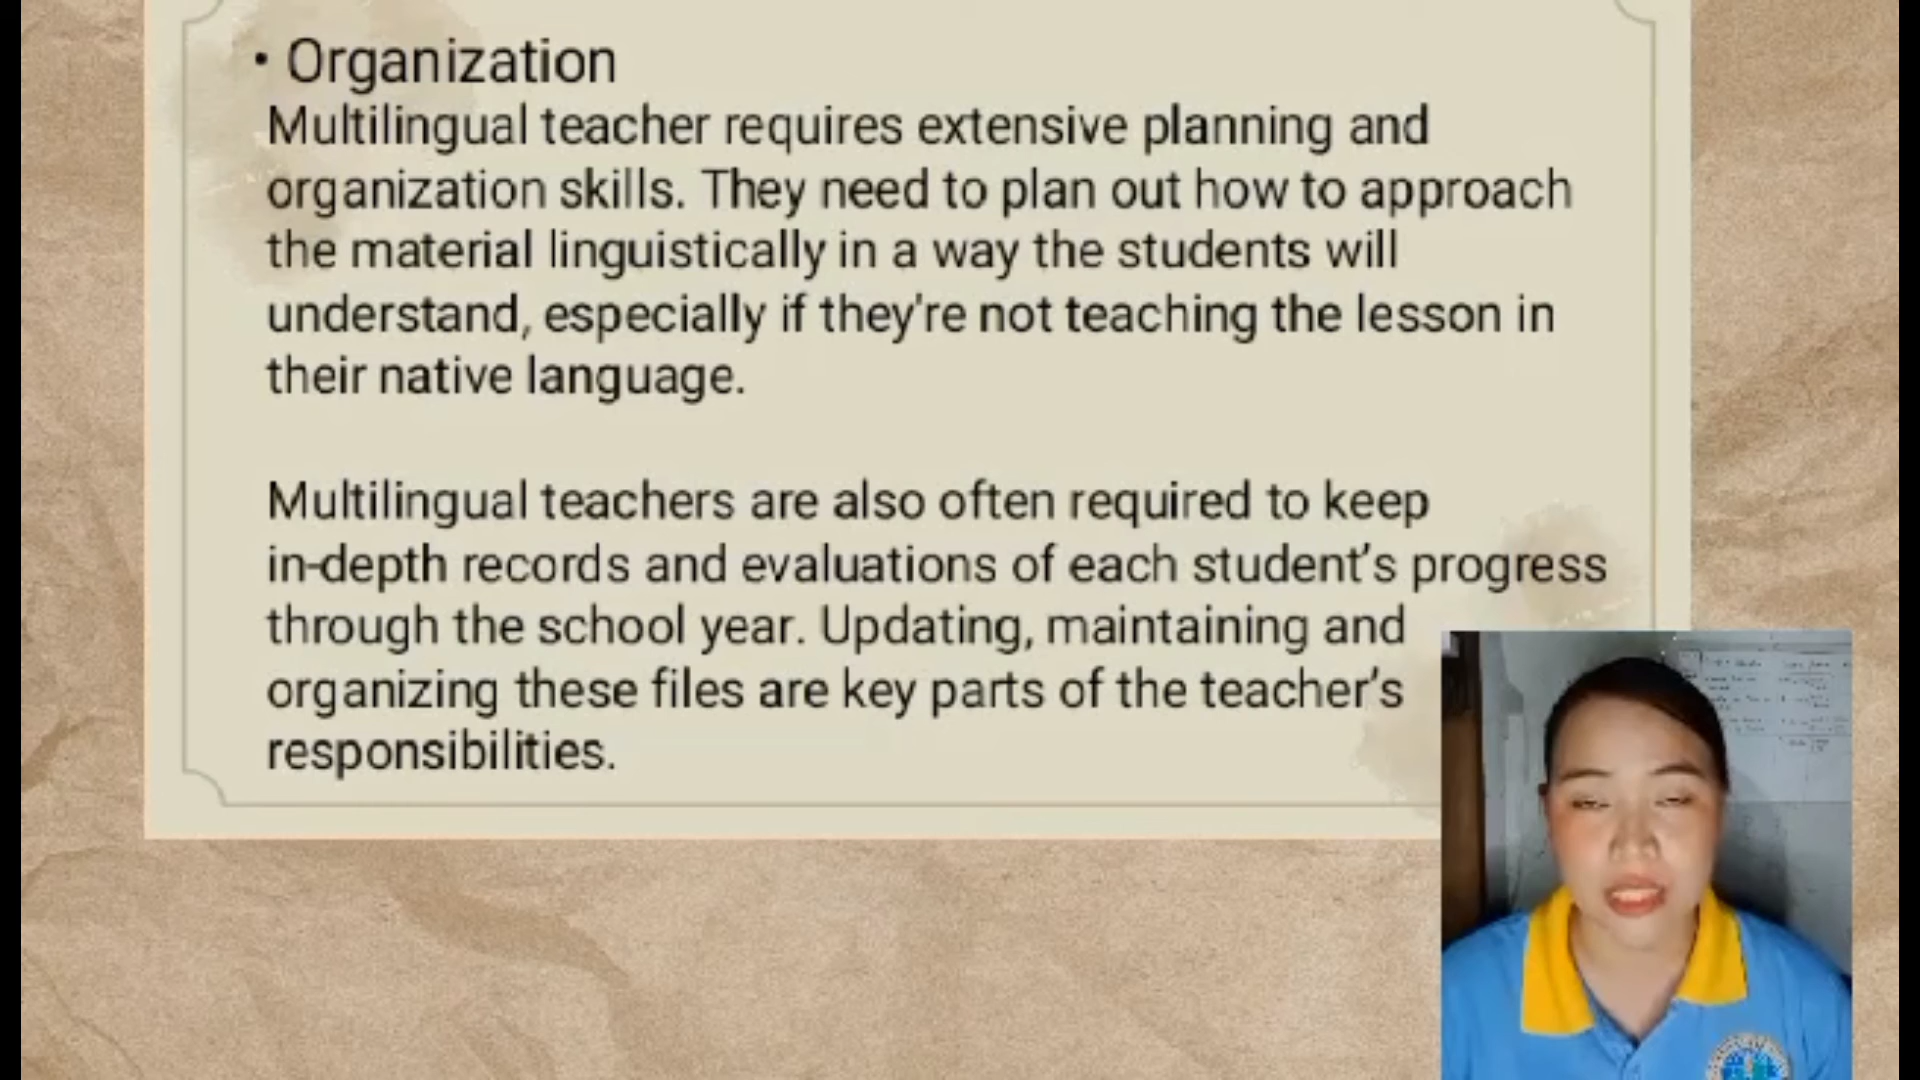 • Organization
Multilingual teacher requires extensive planning and
organization skills. They need to plan out how to approach
the material linguistically in a way the students will
understand, especially if they're not teaching the lesson in
their native language.
Multilingual teachers are also often required to keep
in-depth records and evaluations of each student's progress
through the school year. Updating, maintaining and
organizing these files are key parts of the teacher's
responsibilities.